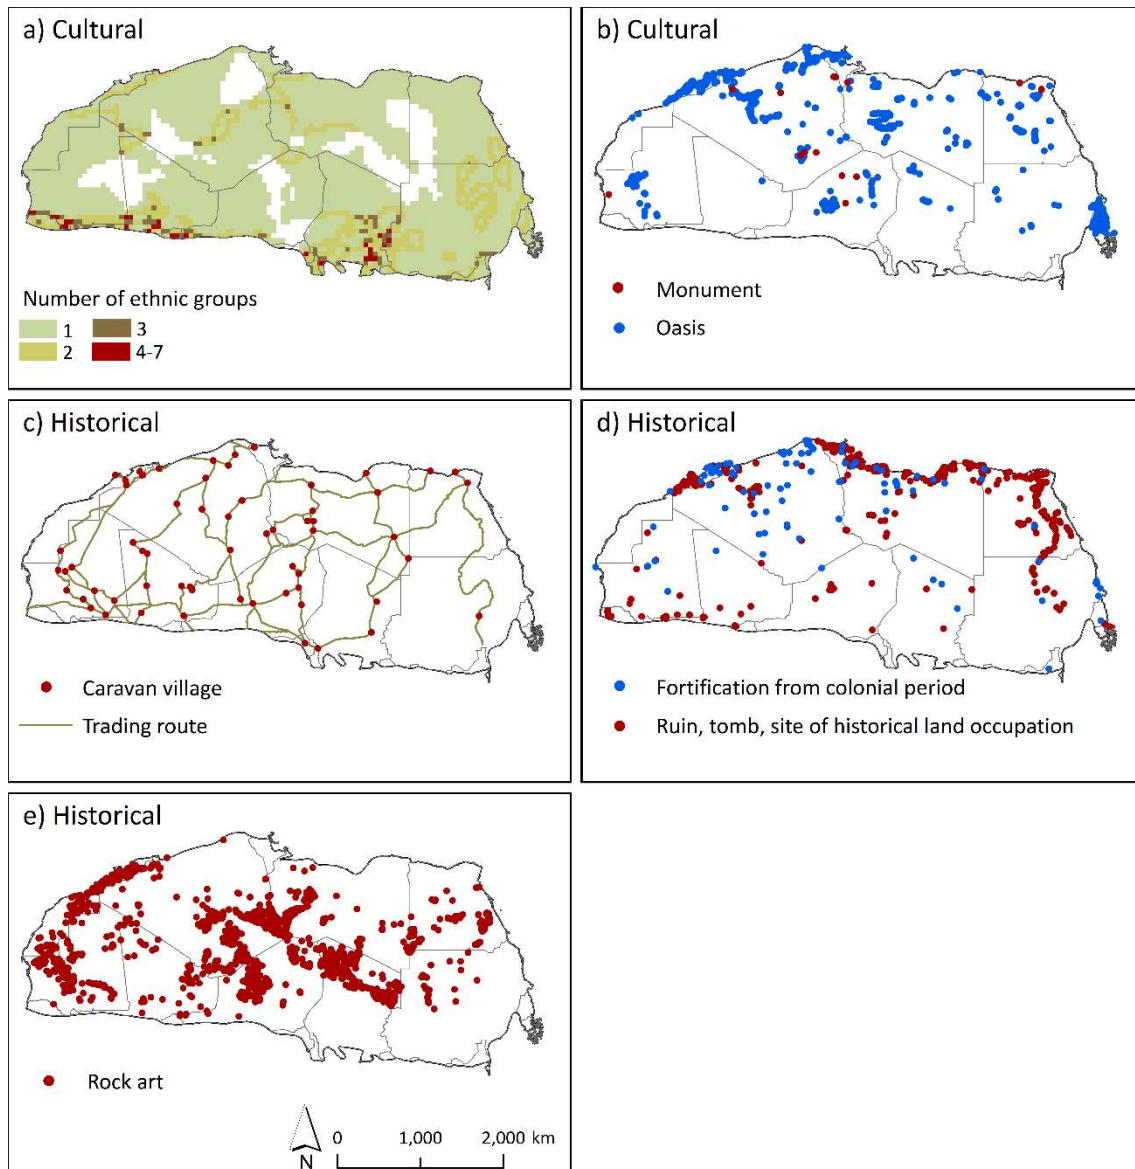 a) Cultural
Number of ethnic groups
1 3
2 4-7
b) Cultural
Monument
Oasis
c) Historical
Caravan village
Trading route
d) Historical
Fortification from colonial period
Ruin, tomb, site of historical land occupation
e) Historical
Rock art
N
0 1,000 2,000 km